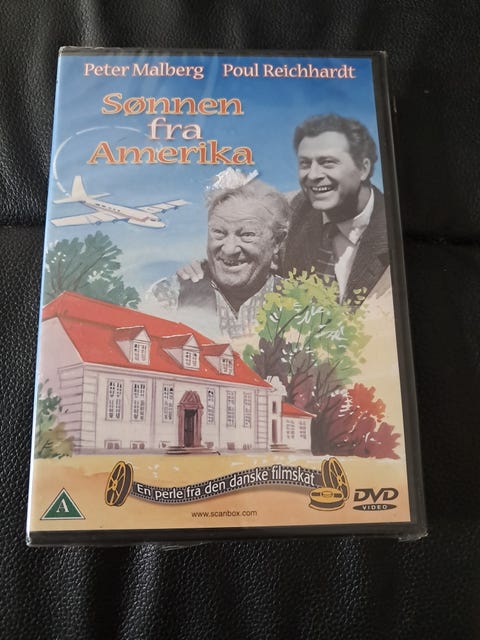 Peter Malberg Poul Reichhardt
Sønnen
fra
Amerika
En perle fra den danske filmskat
A
www.scanbox.com
DVD
VIDEO